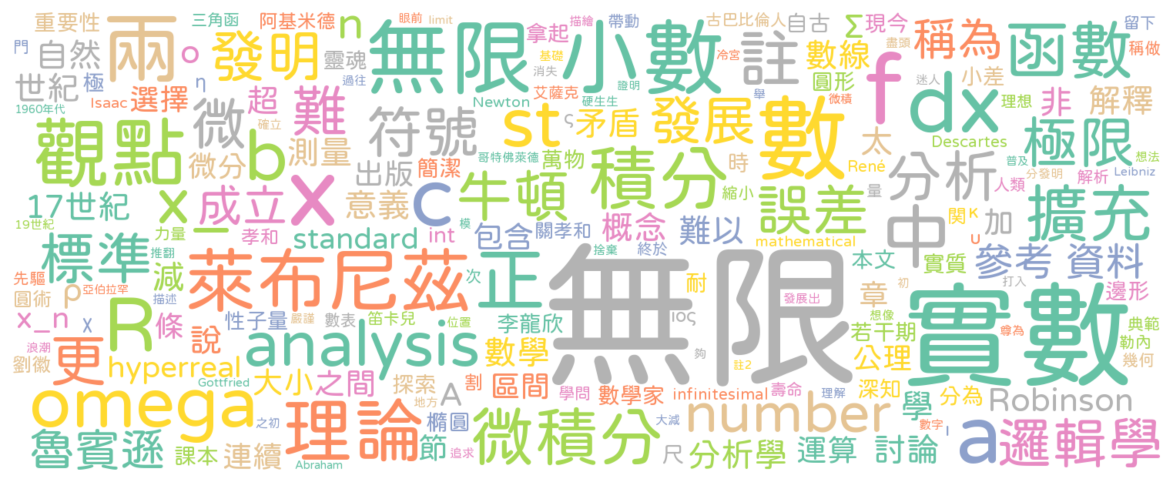 重要性 兩 。 發明 三角函 阿基米德 眼前 n 拿起 帶動 limit 無限小數 描繪 古巴比倫人 自古 Σ 現今 稱為 函數 留下 稱做
門 自然 靈魂 基礎 消失 證明 冷宮 註 數線 盡頭 迷人 小差 理想 想法
世紀 極 η 超 難 Newton 艾薩克 硬生生 舉 圓形 微積 f dx 非 解釋
1960年代 Isaac 選擇 微 符號 ς st 矛盾 發展 數 太 Descartes 極限
觀點 確立 微分 b 測量 過往 哥特佛萊德 萬物 時 René 普及 Leibniz
出版 簡潔 積分 縮小 誤差 量 分析 人類 分發明 解析
17世紀 x 成立 x 意義 C 牛頓 概念 中 関 κ 加 擴充
19世紀 力量 一 孝和 standard int 模 包含 關孝和 難以 mathematical υ
標準 推翻 減 萊布尼茲 次 正 捨棄 終於 無限 本文 實質 參考 資料
先驅 亞伯拉罕 描述 耐 發展出 章 初 打入 邊形
圓術 ρ 條 性子量 嚴謹 數表 笛卡兒 位置 李龍欣 ιος 想像 尊為 典範
x_n x R 說 analysis 數學 夠 註2 若干期 實數 勒內
浪潮 劉徽 更 hyperreal Gottfried 大小 之間 探索 A 割 區間 學問 數學家 infinitesimal 壽命 理解 公理 深知 分為 幾何
omega 理論 地方 橢圓 微積分 number 學 Robinson 數字 l a 邏輯學
之初 魯賓遜 課本 連續 Abraham 節 追求 尺 大減 分析學 運算 討論